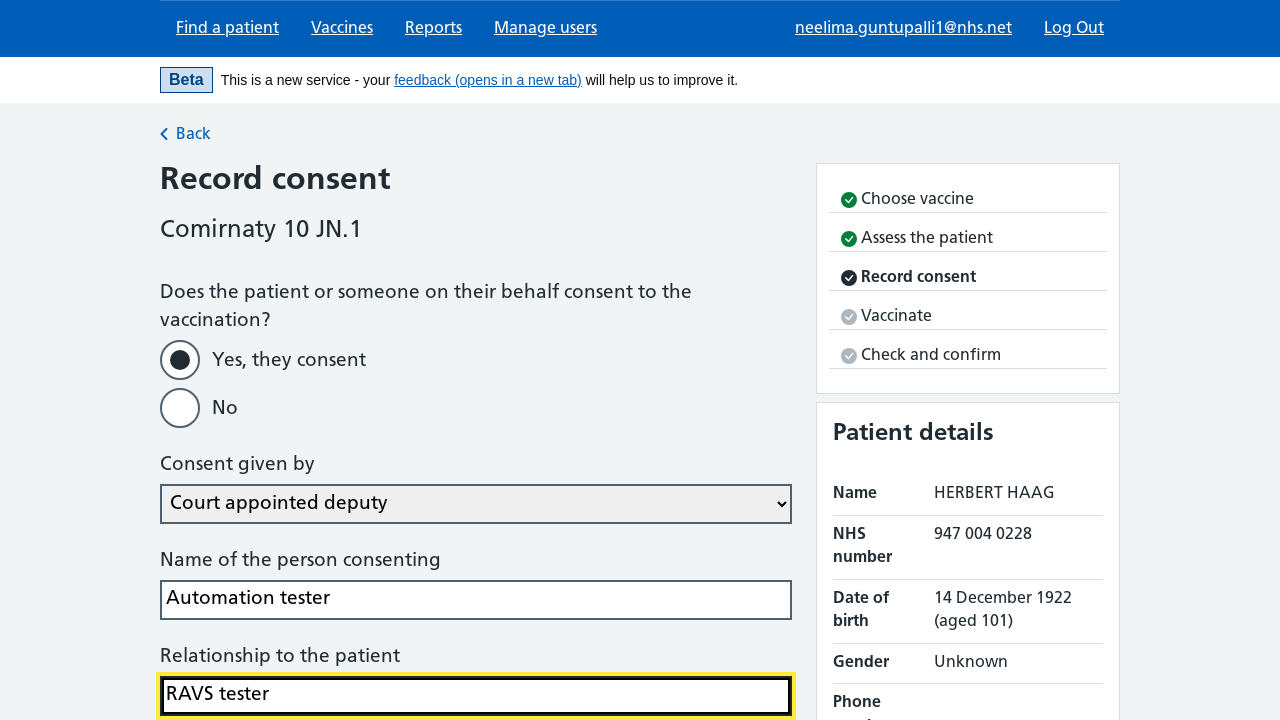 Find a patient Vaccines Reports Manage users neelima.guntupalli1@nhs.net Log Out
Beta This is a new service - your feedback (opens in a new tab) will help us to improve it.
Back
Record consent
Comirnaty 10 JN.1
Does the patient or someone on their behalf consent to the
vaccination?
Yes, they consent
No
Consent given by
Court appointed deputy
Name of the person consenting
Automation tester
Relationship to the patient
RAVS tester
Choose vaccine
Assess the patient
Record consent
Vaccinate
Check and confirm
Patient details
Name HERBERT HAAG
NHS 947 004 0228
number
Date of 14 December 1922
birth (aged 101)
Gender Unknown
Phone